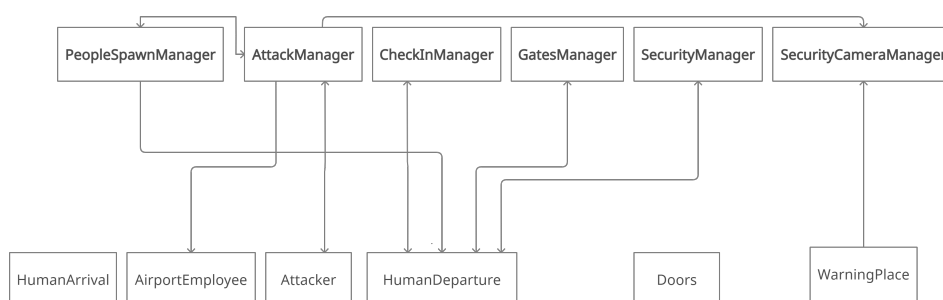 PeopleSpawnManager
AttackManager
CheckInManager
GatesManager
SecurityManager
SecurityCameraManager
HumanArrival
AirportEmployee
Attacker
HumanDeparture
Doors
WarningPlace